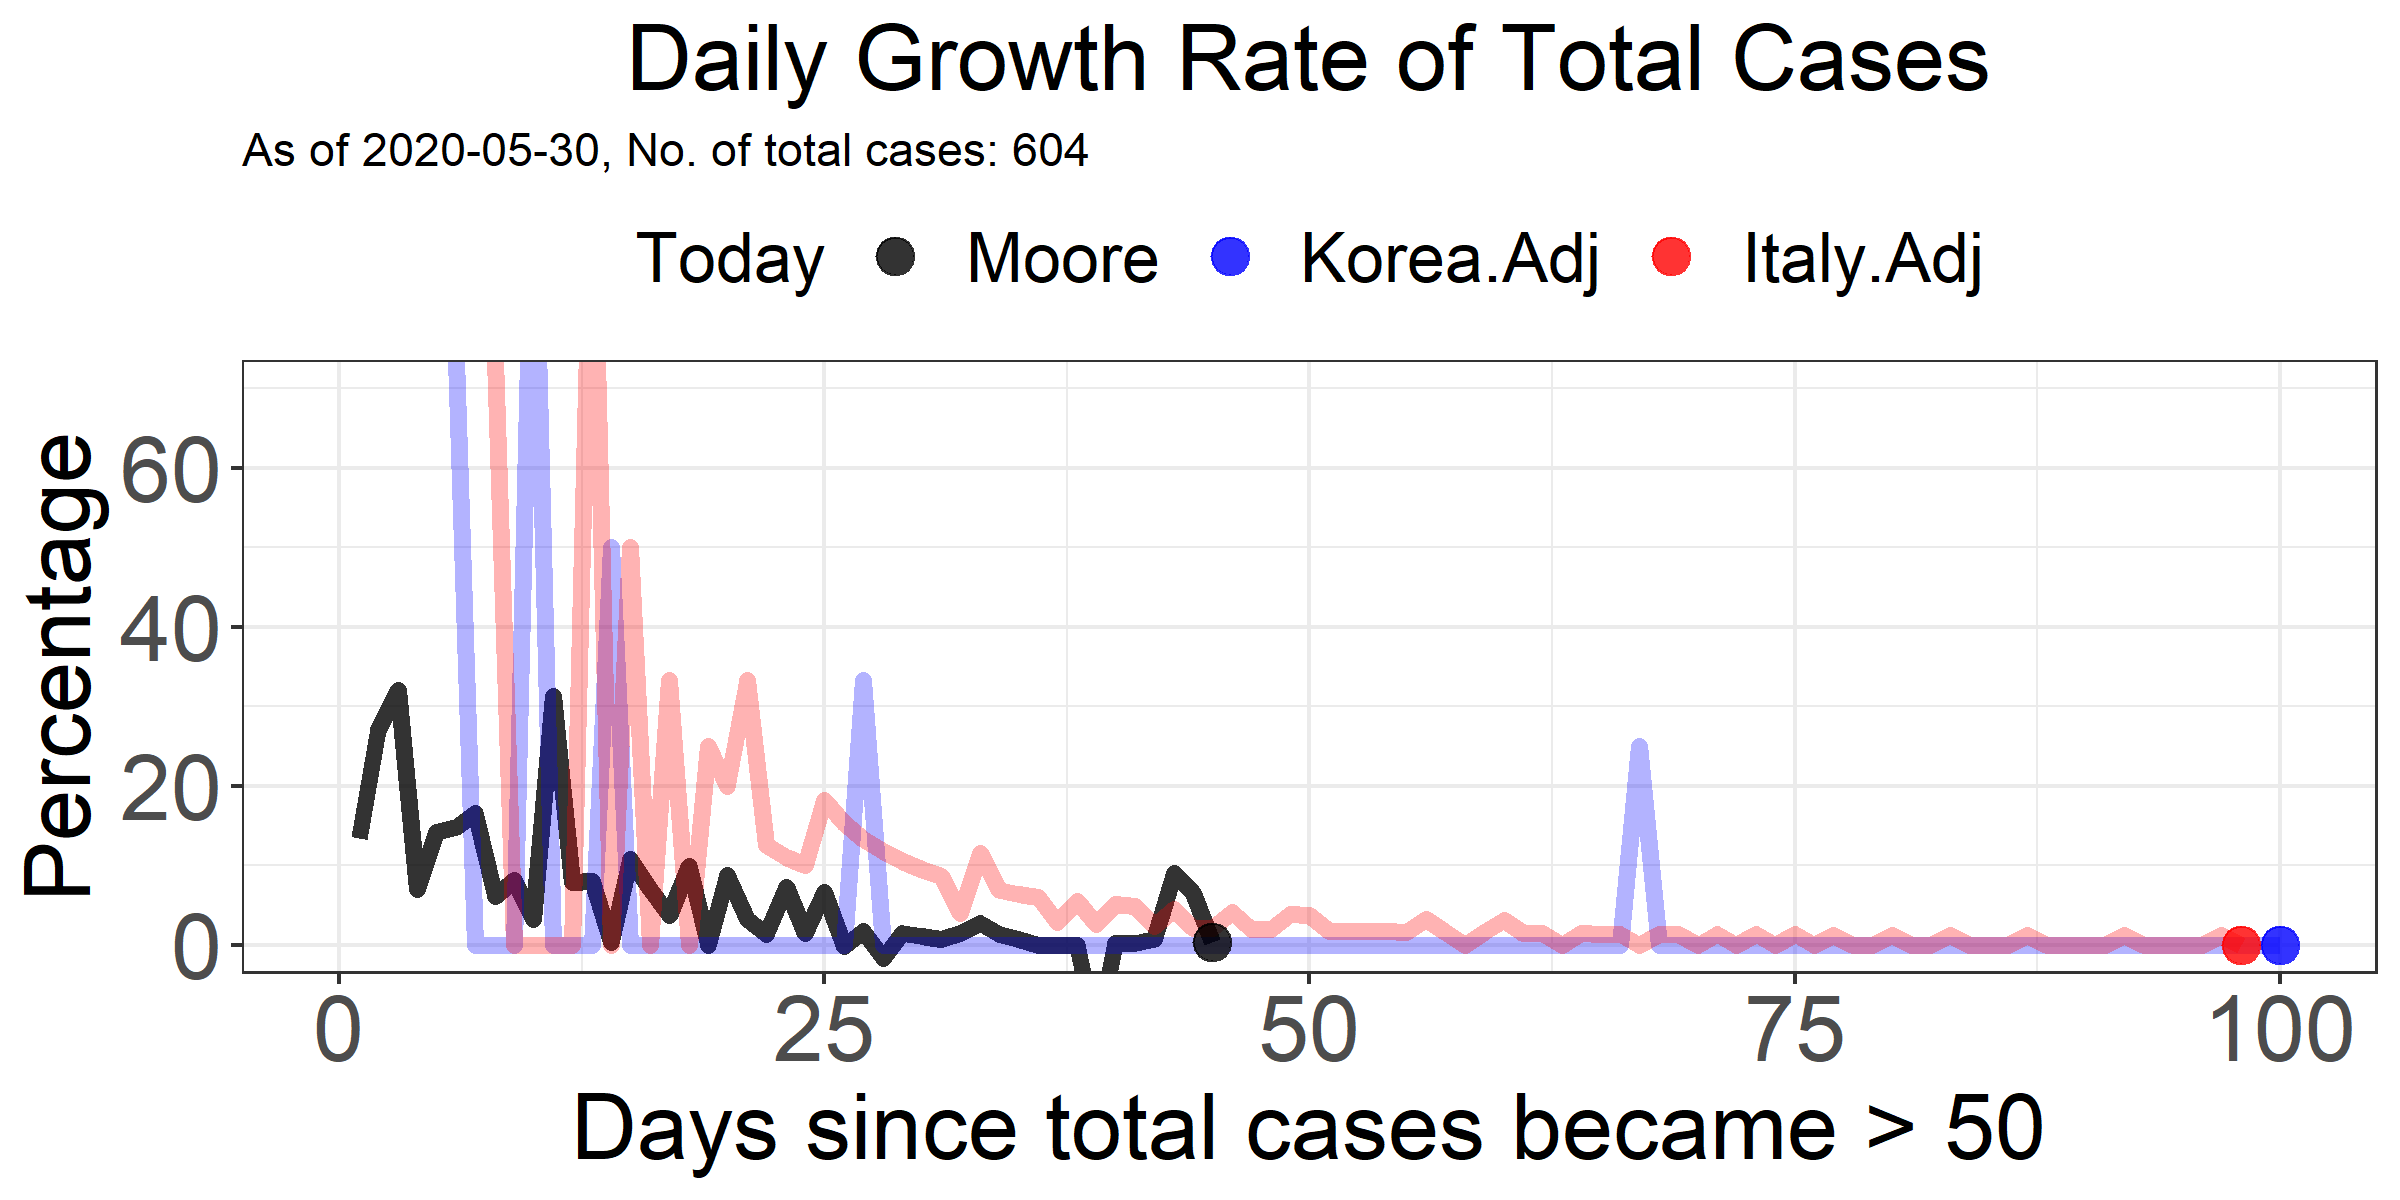 Daily Growth Rate of Total Cases
As of 2020-05-30, No. of total cases: 604
Today Moore Korea.Adj Italy.Adj
Percentage
60
40
20
0
0 25 50 75 100
Days since total cases became > 50